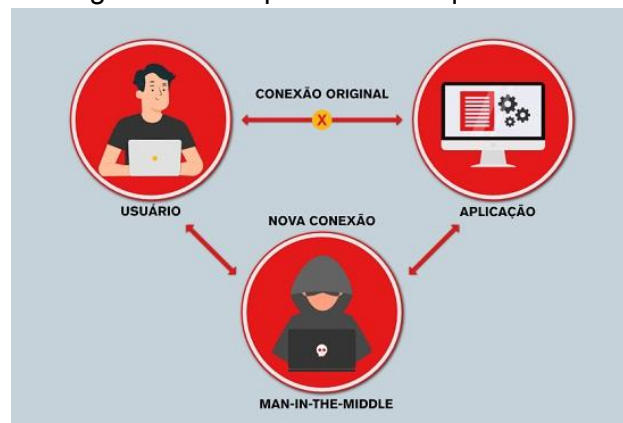 CONEXÃO ORIGINAL
X
USUÁRIO
APLICAÇÃO
NOVA CONEXÃO
MAN-IN-THE-MIDDLE